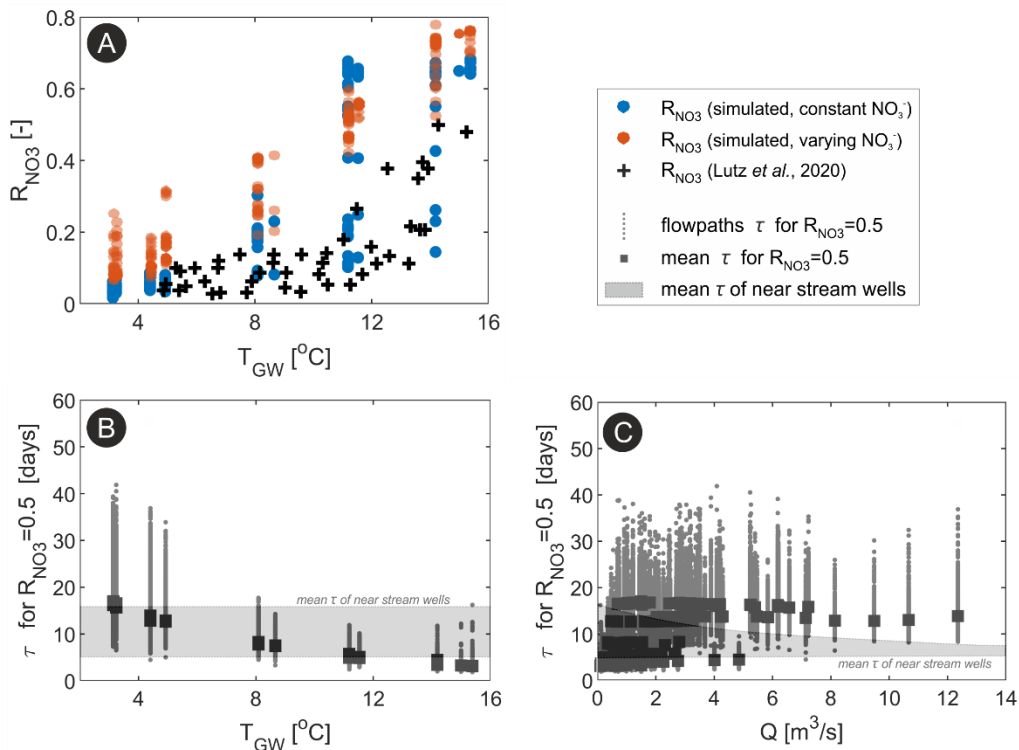 A
R_NO3 [-]
0.8
0.6
0.4
0.2
0
4
8
12
16
T_GW [°C]
R_NO3 (simulated, constant NO₃⁻)
R_NO3 (simulated, varying NO₃⁻)
R_NO3 (Lutz et al., 2020)
flowpaths τ for R_NO3=0.5
mean τ for R_NO3=0.5
mean τ of near stream wells
B
τ for R_NO3=0.5 [days]
60
50
40
30
20
10
0
mean τ of near stream wells
4
8
12
16
T_GW [°C]
C
τ for R_NO3=0.5 [days]
60
50
40
30
20
10
0
mean τ of near stream wells
0
2
4
6
8
10
12
14
Q [m³/s]